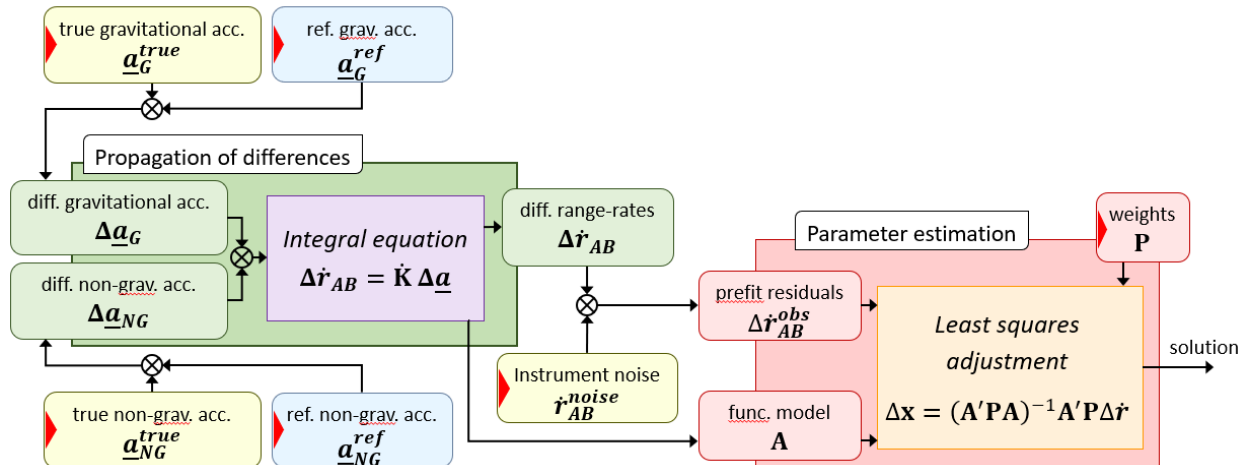 true gravitational acc.
a_G^true
ref. grav. acc.
a_G^ref
Propagation of differences
diff. gravitational acc.
Δa_G
diff. non-grav. acc.
Δa_NG
Integral equation
Δṙ_AB = K̇ Δa
diff. range-rates
Δṙ_AB
true non-grav. acc.
a_NG^true
ref. non-grav. acc.
a_NG^ref
Instrument noise
ṙ_AB^noise
Parameter estimation
weights
P
prefit residuals
Δṙ_AB^obs
func. model
A
Least squares
adjustment
Δx = (A′PA)⁻¹A′PΔṙ
solution